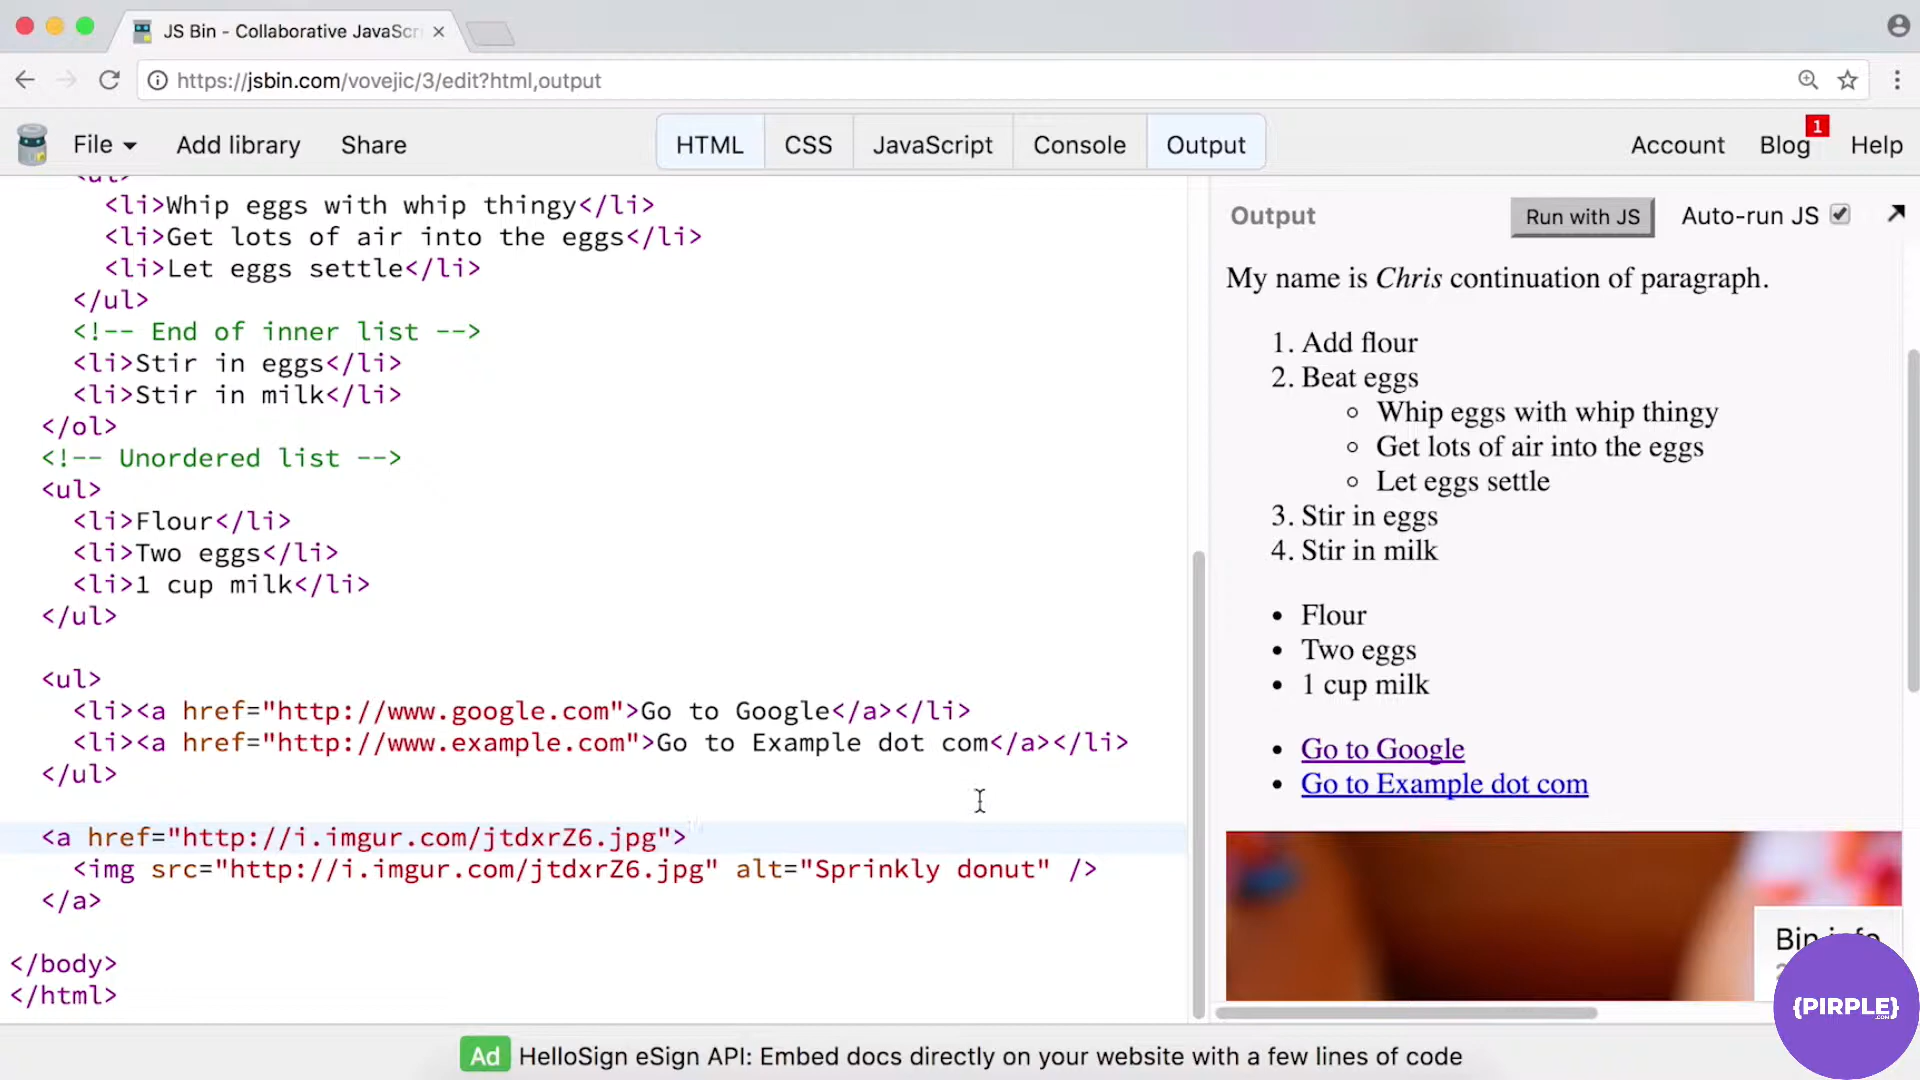 JS Bin - Collaborative JavaScr
https://jsbin.com/vovejic/3/edit?html,output
File Add library Share HTML CSS JavaScript Console Output Account Blog 1 Help
<ul>
<li>Whip eggs with whip thingy</li>
<li>Get lots of air into the eggs</li>
<li>Let eggs settle</li>
</ul>
<!-- End of inner list -->
<li>Stir in eggs</li>
<li>Stir in milk</li>
</ol>
<!-- Unordered list -->
<ul>
<li>Flour</li>
<li>Two eggs</li>
<li>1 cup milk</li>
</ul>
<ul>
<li><a href="http://www.google.com">Go to Google</a></li>
<li><a href="http://www.example.com">Go to Example dot com</a></li>
</ul>
<a href="http://i.imgur.com/jtdxrZ6.jpg">
<img src="http://i.imgur.com/jtdxrZ6.jpg" alt="Sprinkly donut" />
</a>
</body>
</html>
Output Run with JS Auto-run JS
My name is Chris continuation of paragraph.
1. Add flour
2. Beat eggs
Whip eggs with whip thingy
Get lots of air into the eggs
Let eggs settle
3. Stir in eggs
4. Stir in milk
Flour
Two eggs
1 cup milk
Go to Google
Go to Example dot com
Bin info
{PIRPLE}
.COM
Ad HelloSign eSign API: Embed docs directly on your website with a few lines of code